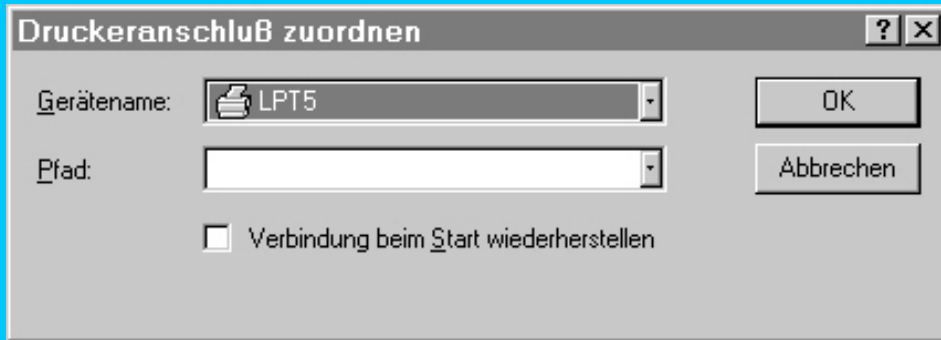 Druckeranschluß zuordnen
Gerätename: LPT5 OK
Pfad: Abbrechen
Verbindung beim Start wiederherstellen